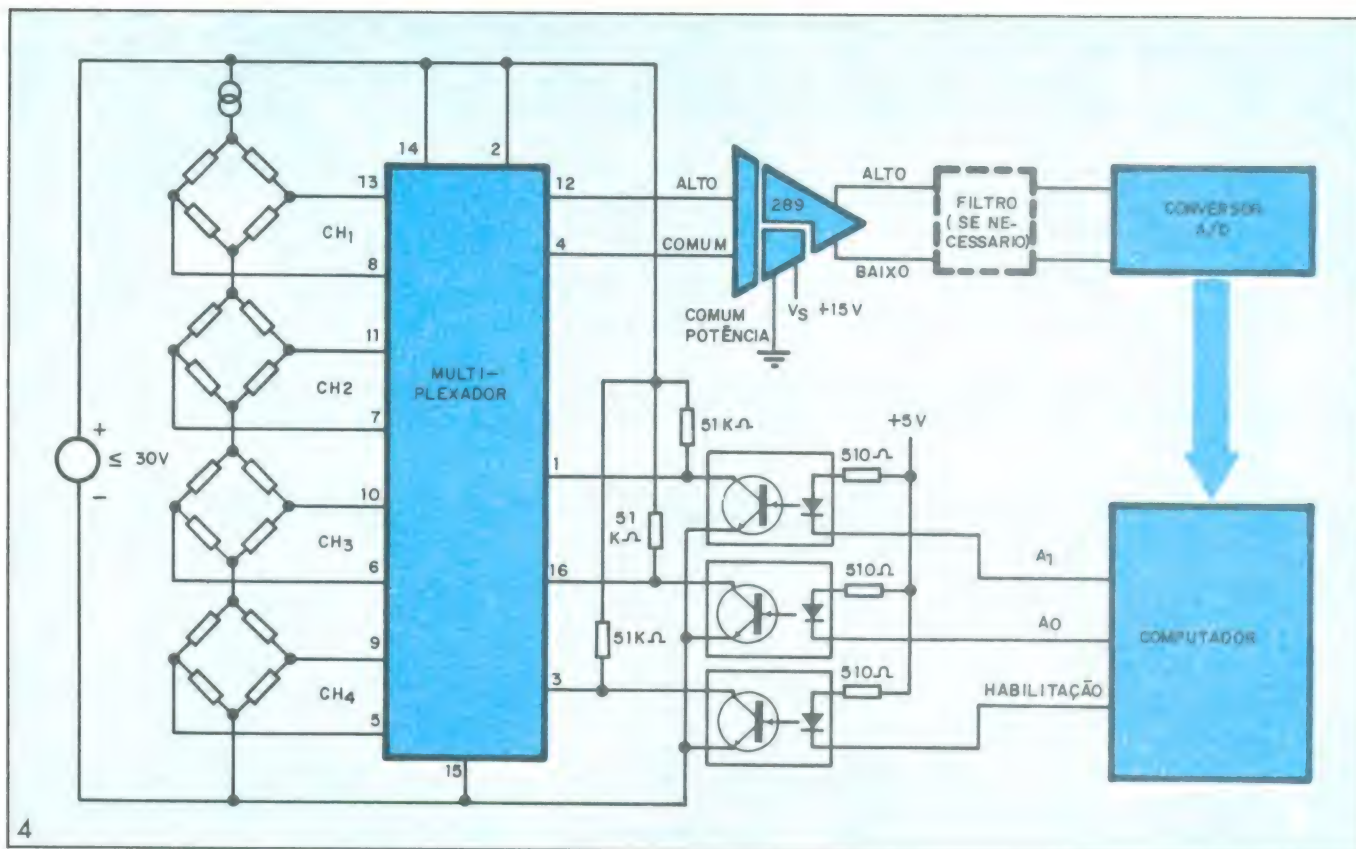 14
2
13
12
ALTO
289
ALTO
FILTRO
(SE NE-
CESSARIO)
CONVERSOR
A/D
CH1
COMUM
4
8
BAIXO
VS +15V
COMUM
POTÊNCIA
11
MULTI-
PLEXADOR
CH2
7
51KΩ
+5V
+
≤ 30V
-
1
510Ω
10
51
KΩ
CH3
A1
6
16
510Ω
51KΩ
A0
COMPUTADOR
9
3
510Ω
HABILITAÇÃO
CH4
5
15
4